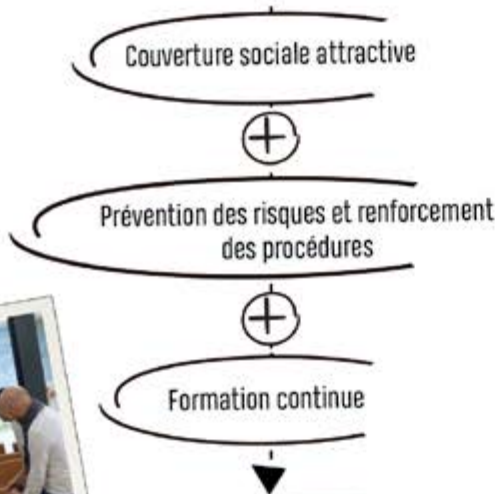 Couverture sociale attractive
+
Prévention des risques et renforcement
des procédures
+
Formation continue